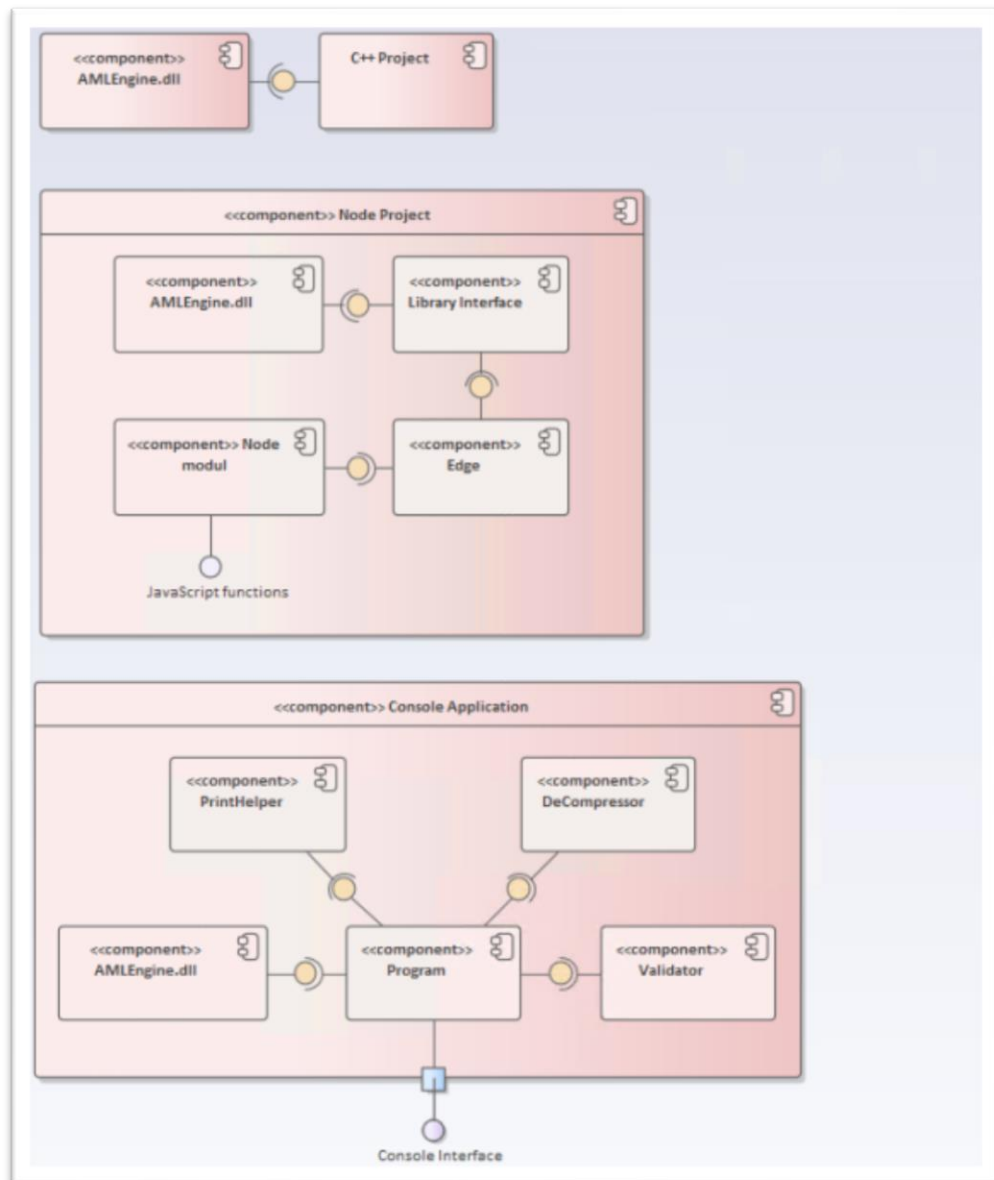 <<component>>
AMLEngine.dll
C++ Project
<<component>> Node Project
<<component>>
AMLEngine.dll
<<component>>
Library Interface
<<component>> Node
modul
<<component>>
Edge
JavaScript functions
<<component>> Console Application
<<component>>
PrintHelper
<<component>>
DeCompressor
<<component>>
AMLEngine.dll
<<component>>
Program
<<component>>
Validator
Console Interface